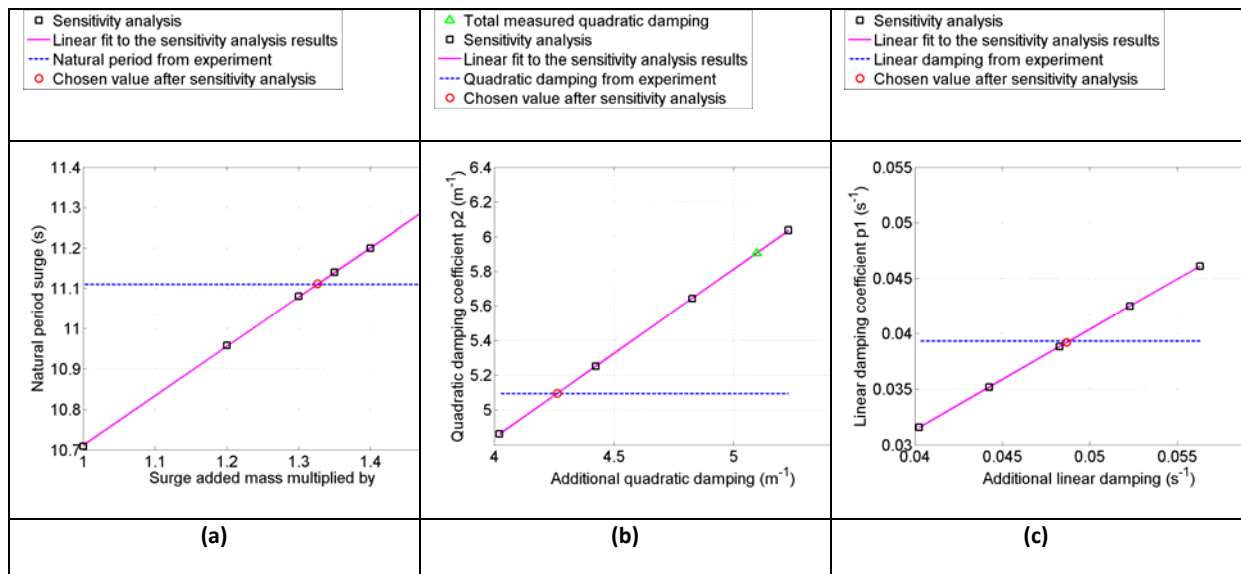 Sensitivity analysis
Linear fit to the sensitivity analysis results
Natural period from experiment
Chosen value after sensitivity analysis
Total measured quadratic damping
Sensitivity analysis
Linear fit to the sensitivity analysis results
Quadratic damping from experiment
Chosen value after sensitivity analysis
Sensitivity analysis
Linear fit to the sensitivity analysis results
Linear damping from experiment
Chosen value after sensitivity analysis
11.4
11.3
11.2
11.1
11
10.9
10.8
10.7
Natural period surge (s)
1
1.1
1.2
1.3
1.4
Surge added mass multiplied by
6.4
6.2
6
5.8
5.6
5.4
5.2
5
4.8
Quadratic damping coefficient p2 (m⁻¹)
4
4.5
5
Additional quadratic damping (m⁻¹)
0.055
0.05
0.045
0.04
0.035
0.03
Linear damping coefficient p1 (s⁻¹)
0.04
0.045
0.05
0.055
Additional linear damping (s⁻¹)
(a)
(b)
(c)